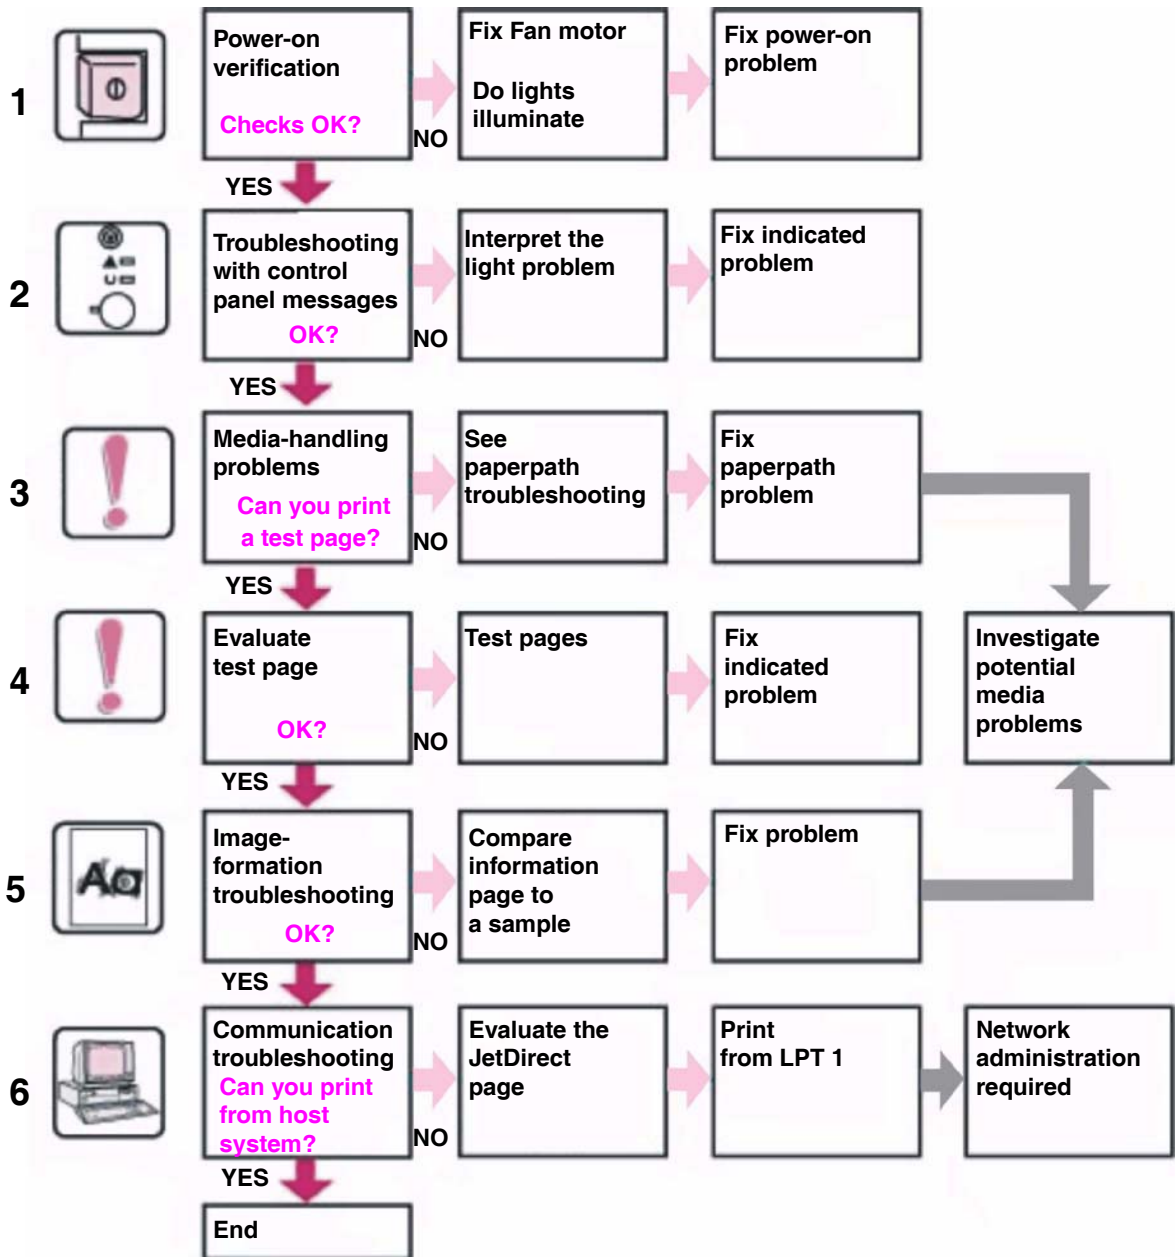 1
Power-on
verification
Checks OK?
NO
Fix Fan motor
Do lights
illuminate
Fix power-on
problem
YES
2
Troubleshooting
with control
panel messages
OK?
NO
Interpret the
light problem
Fix indicated
problem
YES
3
Media-handling
problems
Can you print
a test page?
NO
See
paperpath
troubleshooting
Fix
paperpath
problem
YES
4
Evaluate
test page
OK?
NO
Test pages
Fix
indicated
problem
Investigate
potential
media
problems
YES
5
Aa
Image-
formation
troubleshooting
OK?
NO
Compare
information
page to
a sample
Fix problem
YES
6
Communication
troubleshooting
Can you print
from host
system?
NO
Evaluate the
JetDirect
page
Print
from LPT 1
Network
administration
required
YES
End